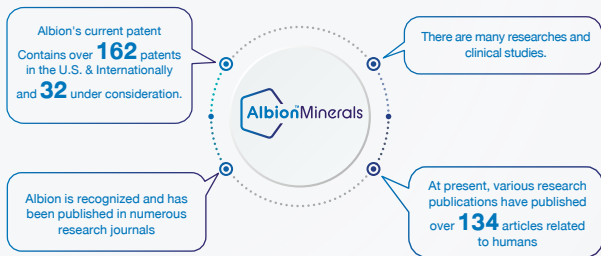 Albion's current patent
Contains over 162 patents
in the U.S. & Internationally
and 32 under consideration.
There are many researches and
clinical studies.
Albion™Minerals
Albion is recognized and has
been published in numerous
research journals
At present, various research
publications have published
over 134 articles related
to humans